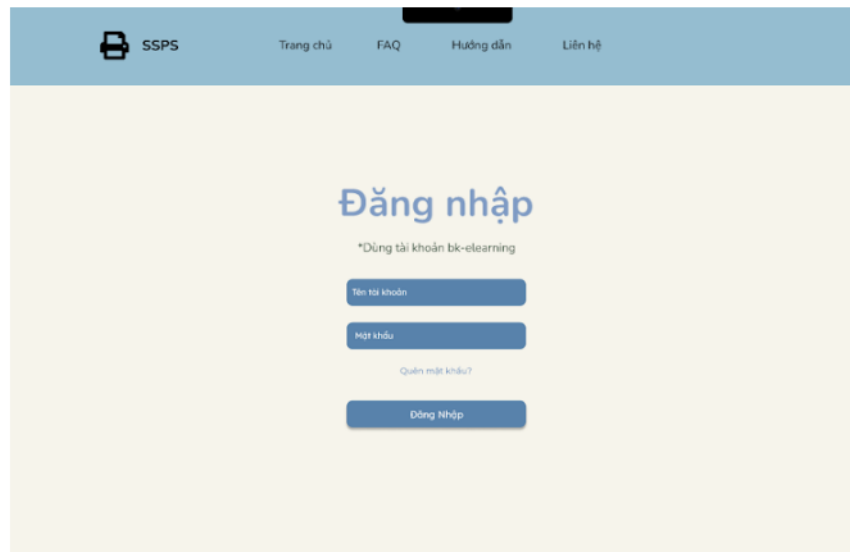 SSPS Trang chủ FAQ Hướng dẫn Liên hệ
Đăng nhập
*Dùng tài khoản bk-elearning
Tên tài khoản
Mật khẩu
Quên mật khẩu?
Đăng Nhập